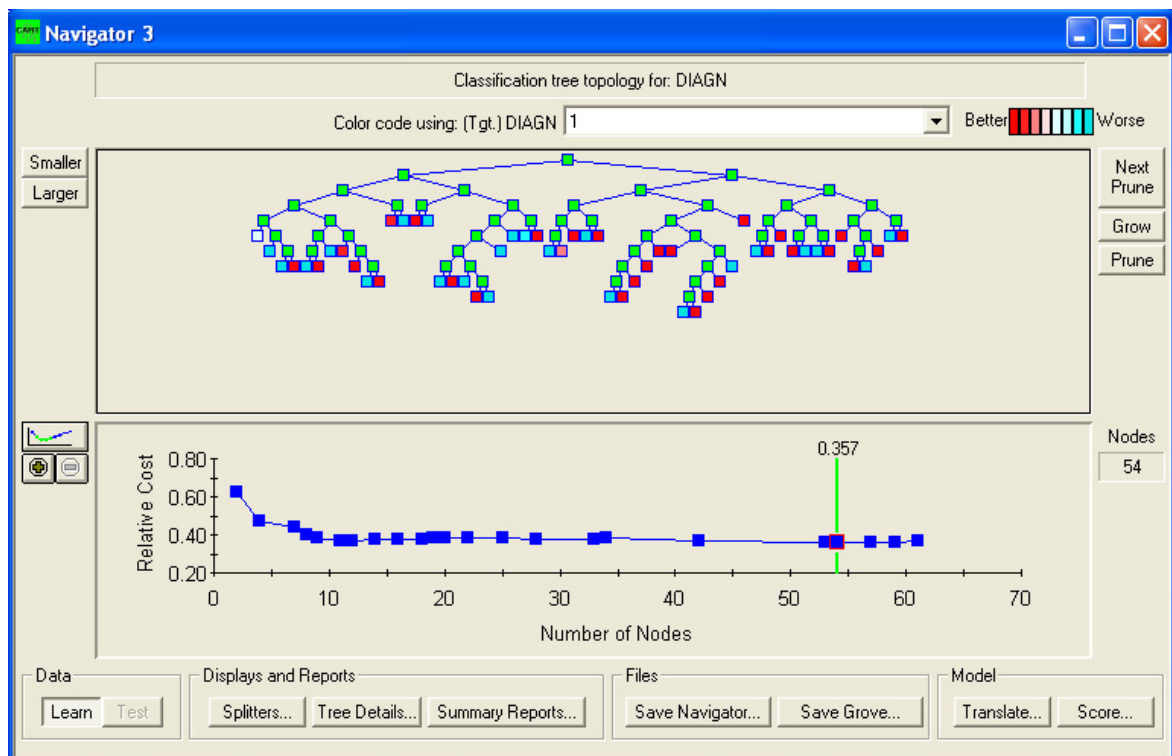 CART Navigator 3
Classification tree topology for: DIAGN
Color code using: (Tgt.) DIAGN 1 Better Worse
Smaller
Larger
Next
Prune
Grow
Prune
0.357
Nodes
54
Relative Cost
0.80
0.60
0.40
0.20
0 10 20 30 40 50 60 70
Number of Nodes
Data Displays and Reports Files Model
Learn Test Splitters... Tree Details... Summary Reports... Save Navigator... Save Grove... Translate... Score...